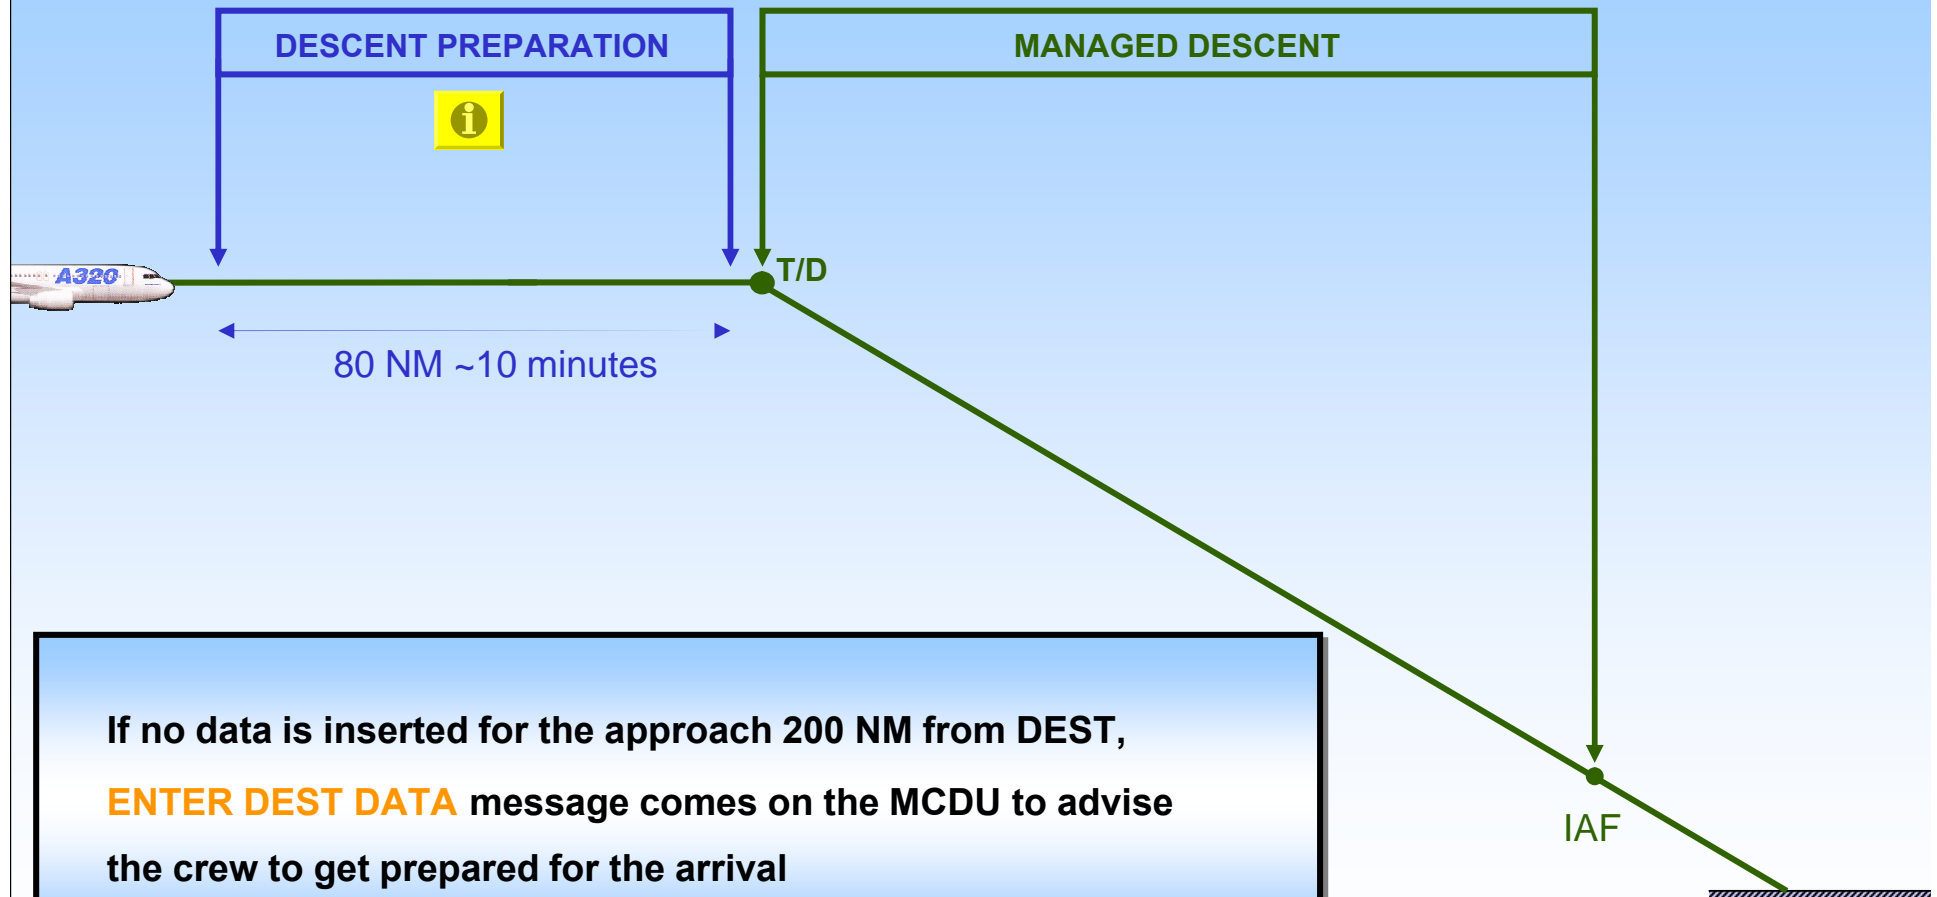 DESCENT PREPARATION
MANAGED DESCENT
i
A320
T/D
80 NM ~10 minutes
If no data is inserted for the approach 200 NM from DEST,
ENTER DEST DATA message comes on the MCDU to advise
the crew to get prepared for the arrival
IAF